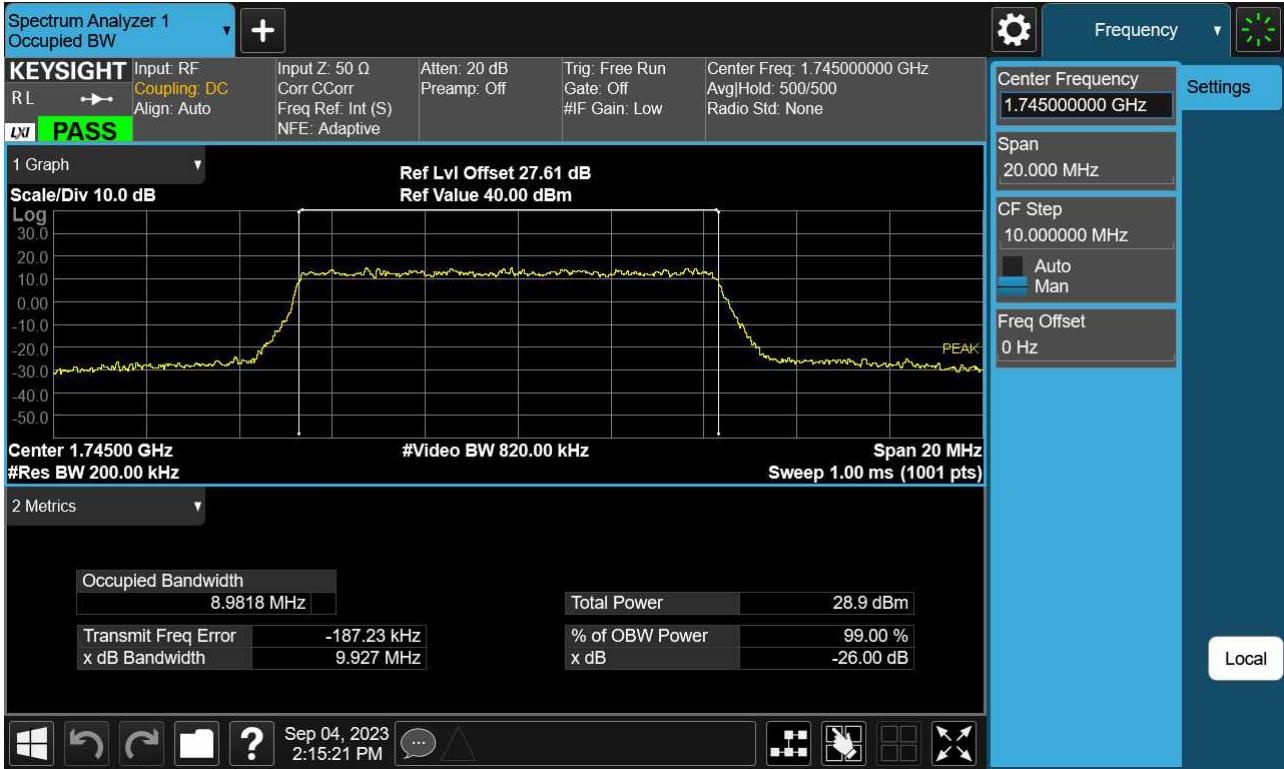 Spectrum Analyzer 1
Occupied BW
Frequency
KEYSIGHT
R L
LXI
PASS
Input: RF
Coupling: DC
Align: Auto
Input Z: 50 Ω
Corr CCorr
Freq Ref: Int (S)
NFE: Adaptive
Atten: 20 dB
Preamp: Off
Trig: Free Run
Gate: Off
#IF Gain: Low
Center Freq: 1.745000000 GHz
Avg|Hold: 500/500
Radio Std: None
1 Graph
Scale/Div 10.0 dB
Ref Lvl Offset 27.61 dB
Ref Value 40.00 dBm
Log
30.0
20.0
10.0
0.00
-10.0
-20.0
-30.0
-40.0
-50.0
PEAK
Center 1.74500 GHz
#Res BW 200.00 kHz
#Video BW 820.00 kHz
Span 20 MHz
Sweep 1.00 ms (1001 pts)
2 Metrics
Occupied Bandwidth
8.9818 MHz
Transmit Freq Error -187.23 kHz
x dB Bandwidth 9.927 MHz
Total Power 28.9 dBm
% of OBW Power 99.00 %
x dB -26.00 dB
Center Frequency
1.745000000 GHz
Span
20.000 MHz
CF Step
10.000000 MHz
Auto
Man
Freq Offset
0 Hz
Settings
Local
?
Sep 04, 2023
2:15:21 PM